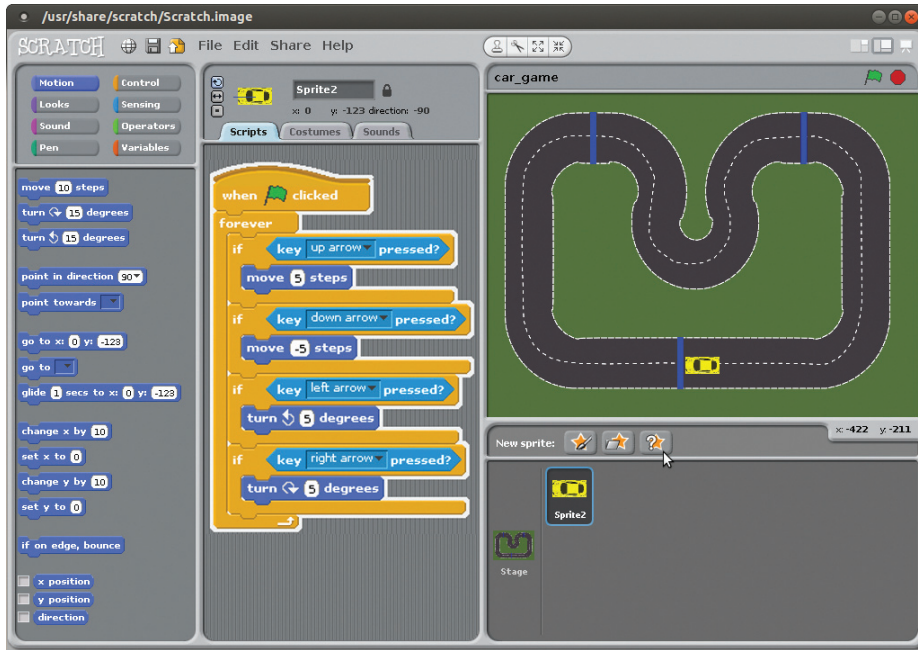 /usr/share/scratch/Scratch.image
SCRATCH File Edit Share Help
Motion Control
Looks Sensing
Sound Operators
Pen Variables
move 10 steps
turn 15 degrees
turn 15 degrees
point in direction 90
point towards
go to x: 0 y: -123
go to
glide 1 secs to x: 0 y: -123
change x by 10
set x to 0
change y by 10
set y to 0
if on edge, bounce
x position
y position
direction
Sprite2
x: 0 y: -123 direction: -90
Scripts Costumes Sounds
when clicked
forever
if key up arrow pressed?
move 5 steps
if key down arrow pressed?
move -5 steps
if key left arrow pressed?
turn 5 degrees
if key right arrow pressed?
turn 5 degrees
car_game
x: -422 y: -211
New sprite:
Sprite2
Stage